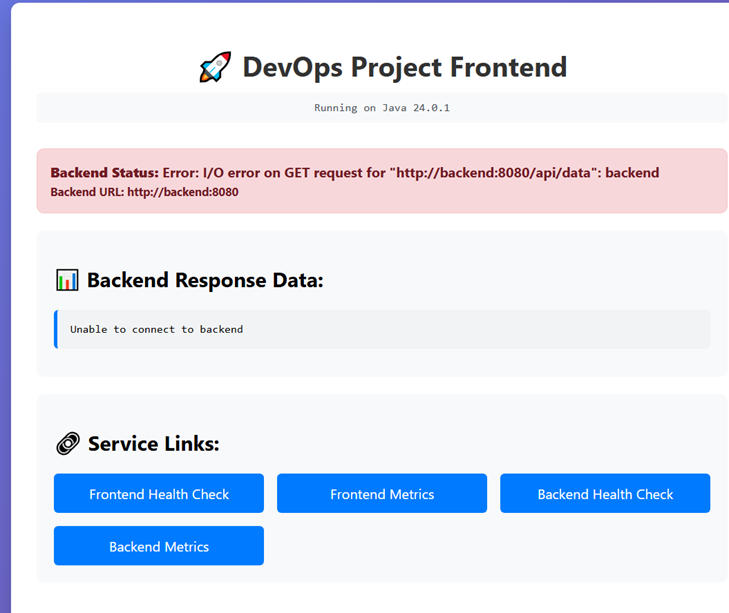 🚀 DevOps Project Frontend
Running on Java 24.0.1
Backend Status: Error: I/O error on GET request for "http://backend:8080/api/data": backend
Backend URL: http://backend:8080
📊 Backend Response Data:
Unable to connect to backend
🔗 Service Links:
Frontend Health Check
Frontend Metrics
Backend Health Check
Backend Metrics